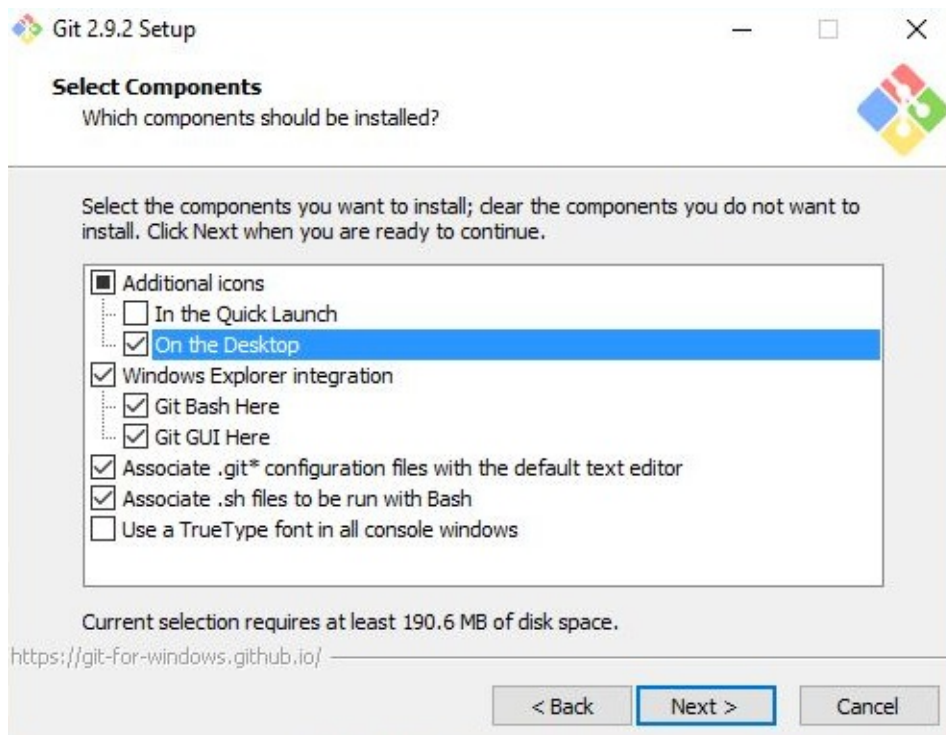 Git 2.9.2 Setup
Select Components
Which components should be installed?
Select the components you want to install; clear the components you do not want to
install. Click Next when you are ready to continue.
Additional icons
In the Quick Launch
On the Desktop
Windows Explorer integration
Git Bash Here
Git GUI Here
Associate .git* configuration files with the default text editor
Associate .sh files to be run with Bash
Use a TrueType font in all console windows
Current selection requires at least 190.6 MB of disk space.
https://git-for-windows.github.io/
< Back Next > Cancel